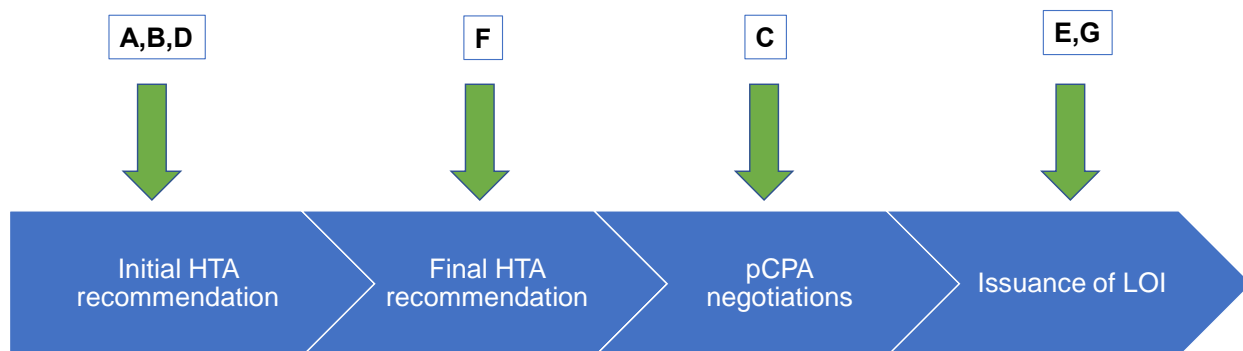 A,B,D
F
C
E,G
Initial HTA
recommendation
Final HTA
recommendation
pCPA
negotiations
Issuance of LOI